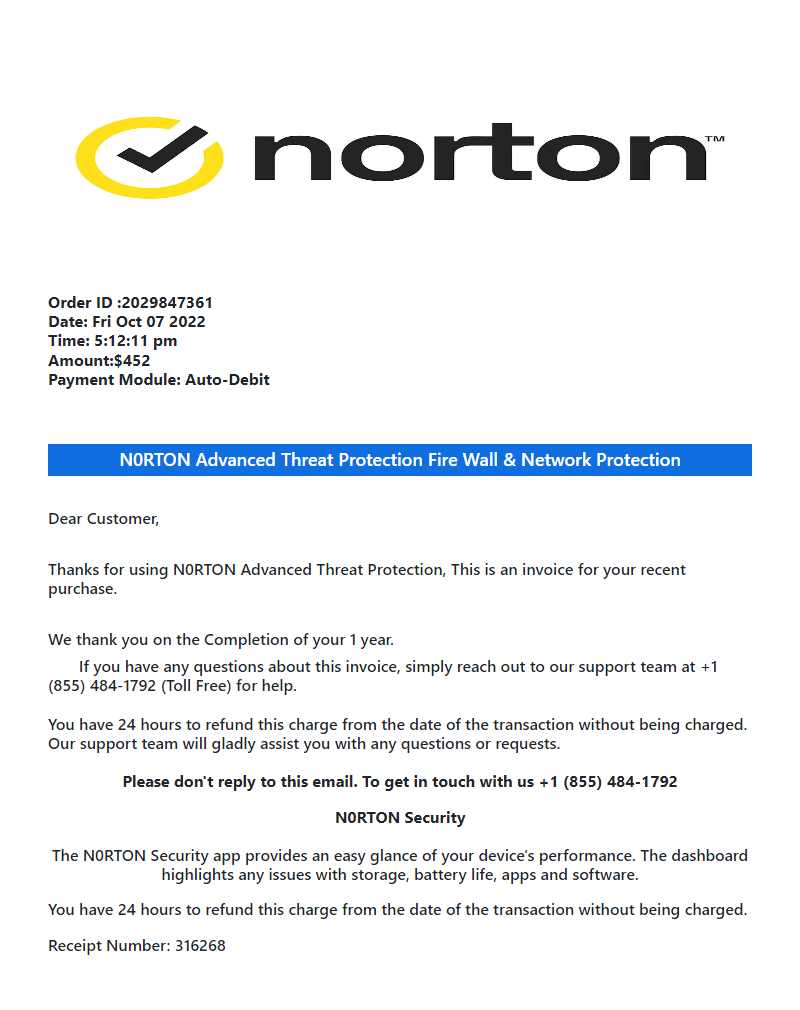 norton™
Order ID :2029847361
Date: Fri Oct 07 2022
Time: 5:12:11 pm
Amount:$452
Payment Module: Auto-Debit
N0RTON Advanced Threat Protection Fire Wall & Network Protection
Dear Customer,
Thanks for using N0RTON Advanced Threat Protection, This is an invoice for your recent
purchase.
We thank you on the Completion of your 1 year.
If you have any questions about this invoice, simply reach out to our support team at +1
(855) 484-1792 (Toll Free) for help.
You have 24 hours to refund this charge from the date of the transaction without being charged.
Our support team will gladly assist you with any questions or requests.
Please don't reply to this email. To get in touch with us +1 (855) 484-1792
N0RTON Security
The N0RTON Security app provides an easy glance of your device's performance. The dashboard
highlights any issues with storage, battery life, apps and software.
You have 24 hours to refund this charge from the date of the transaction without being charged.
Receipt Number: 316268